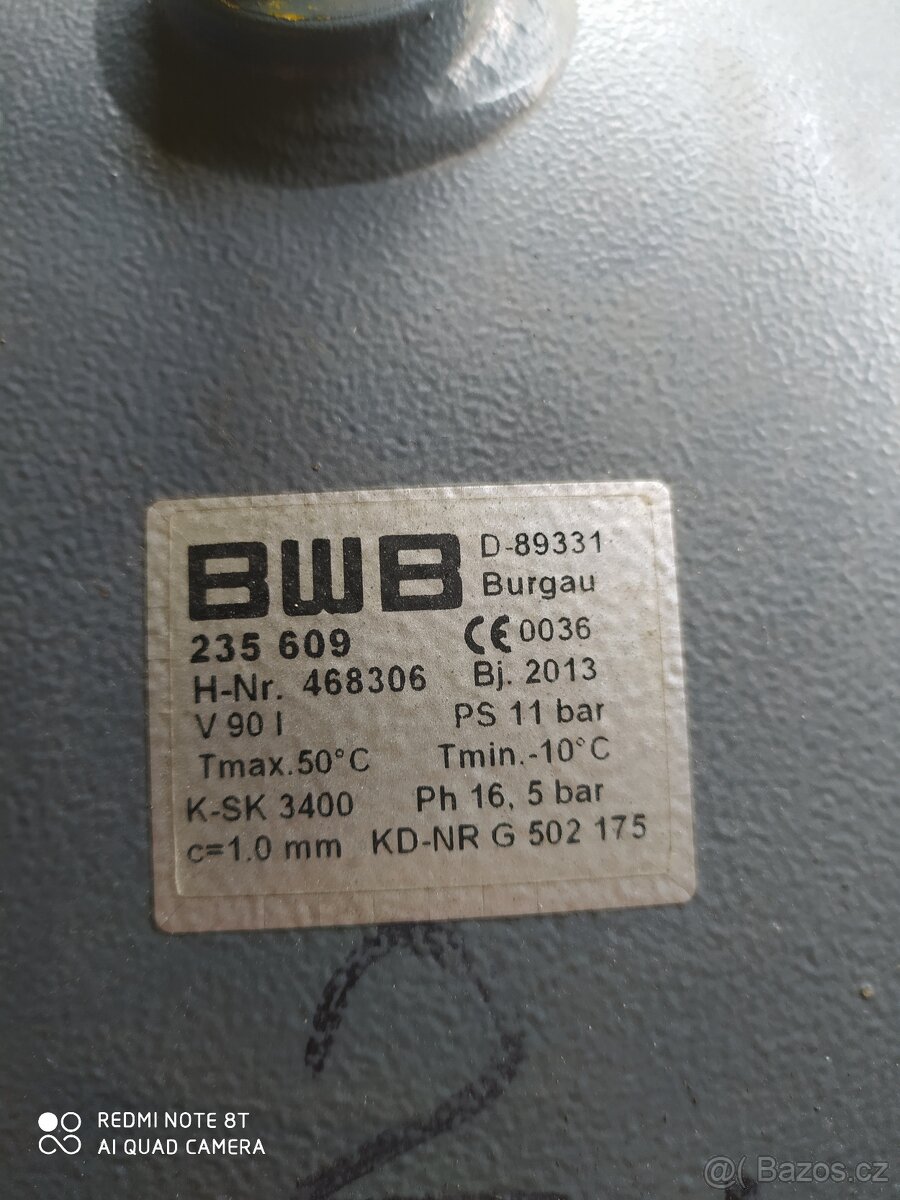 BWB D-89331
Burgau
235 609 CE 0036
H-Nr. 468306 Bj. 2013
V 90 l PS 11 bar
Tmax.50°C Tmin.-10°C
K-SK 3400 Ph 16, 5 bar
c=1.0 mm KD-NR G 502 175
2
REDMI NOTE 8T
AI QUAD CAMERA
@( Bazos.cz